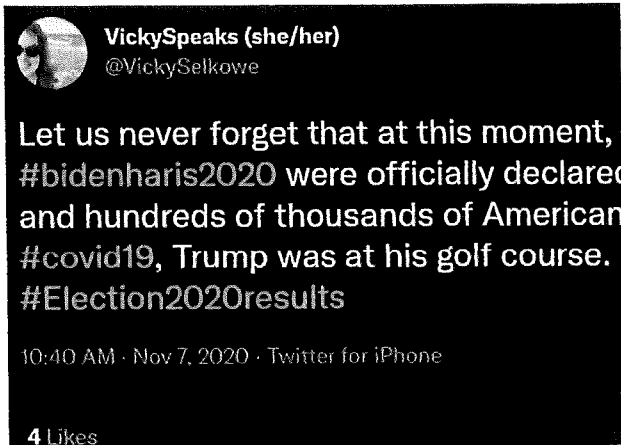 VickySpeaks (she/her)
@VickySelkowe
Let us never forget that at this moment,
#bidenharis2020 were officially declared
and hundreds of thousands of American
#covid19, Trump was at his golf course.
#Election2020results
10:40 AM · Nov 7, 2020 · Twitter for iPhone
4 Likes